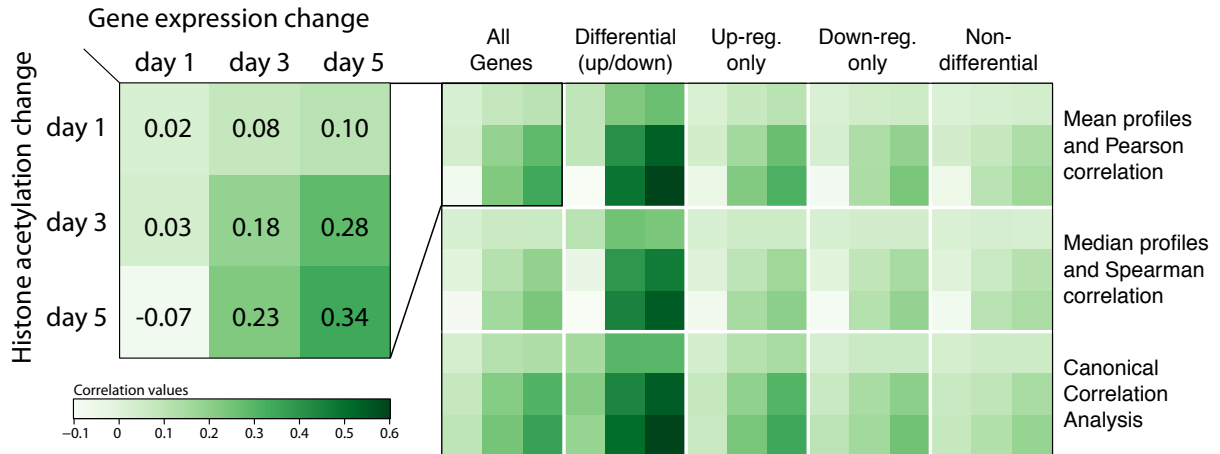 Gene expression change
day 1 day 3 day 5
Histone acetylation change
day 1 0.02 0.08 0.10
day 3 0.03 0.18 0.28
day 5 -0.07 0.23 0.34
Correlation values
−0.1 0 0.1 0.2 0.3 0.4 0.5 0.6
All
Genes
Differential
(up/down)
Up-reg.
only
Down-reg.
only
Non-
differential
Mean profiles
and Pearson
correlation
Median profiles
and Spearman
correlation
Canonical
Correlation
Analysis